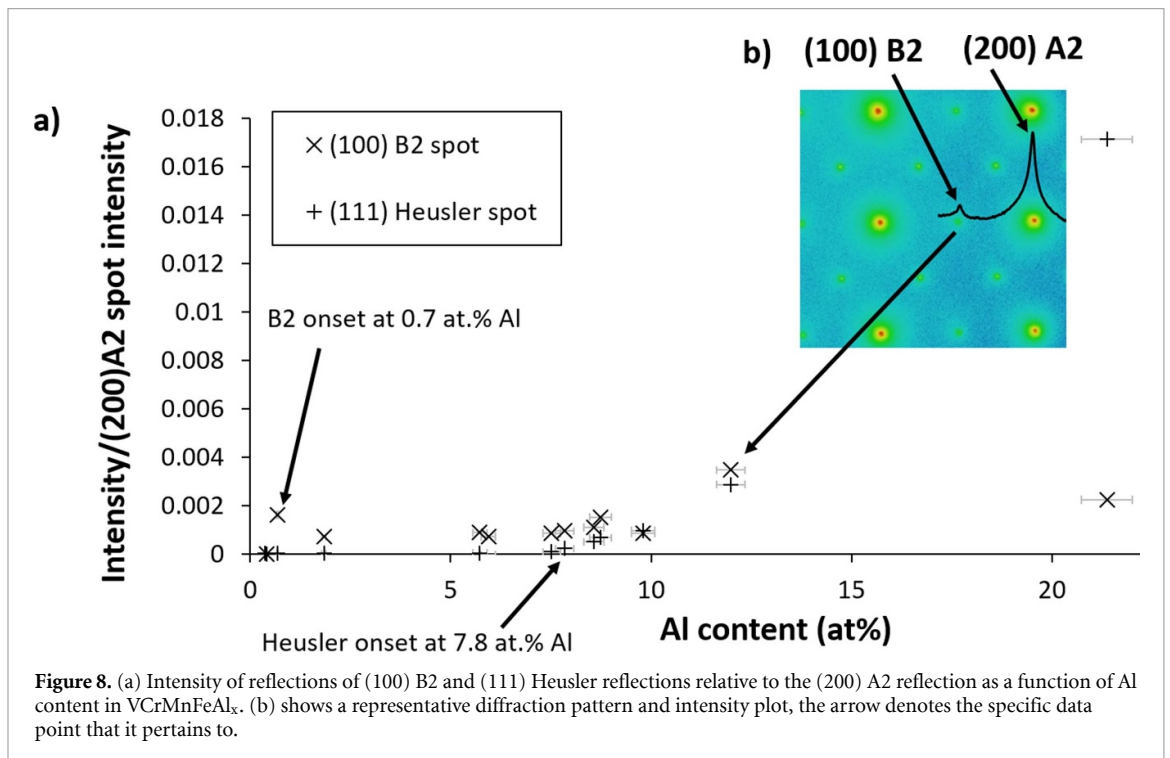 b) (100) B2 (200) A2
a)
Intensity/(200)A2 spot intensity
0.018
0.016
0.014
0.012
0.01
0.008
0.006
0.004
0.002
0
× (100) B2 spot
+ (111) Heusler spot
B2 onset at 0.7 at.% Al
0 5 10 15 20
Heusler onset at 7.8 at.% Al
Al content (at%)
Figure 8. (a) Intensity of reflections of (100) B2 and (111) Heusler reflections relative to the (200) A2 reflection as a function of Al
content in VCrMnFeAlₓ. (b) shows a representative diffraction pattern and intensity plot, the arrow denotes the specific data
point that it pertains to.